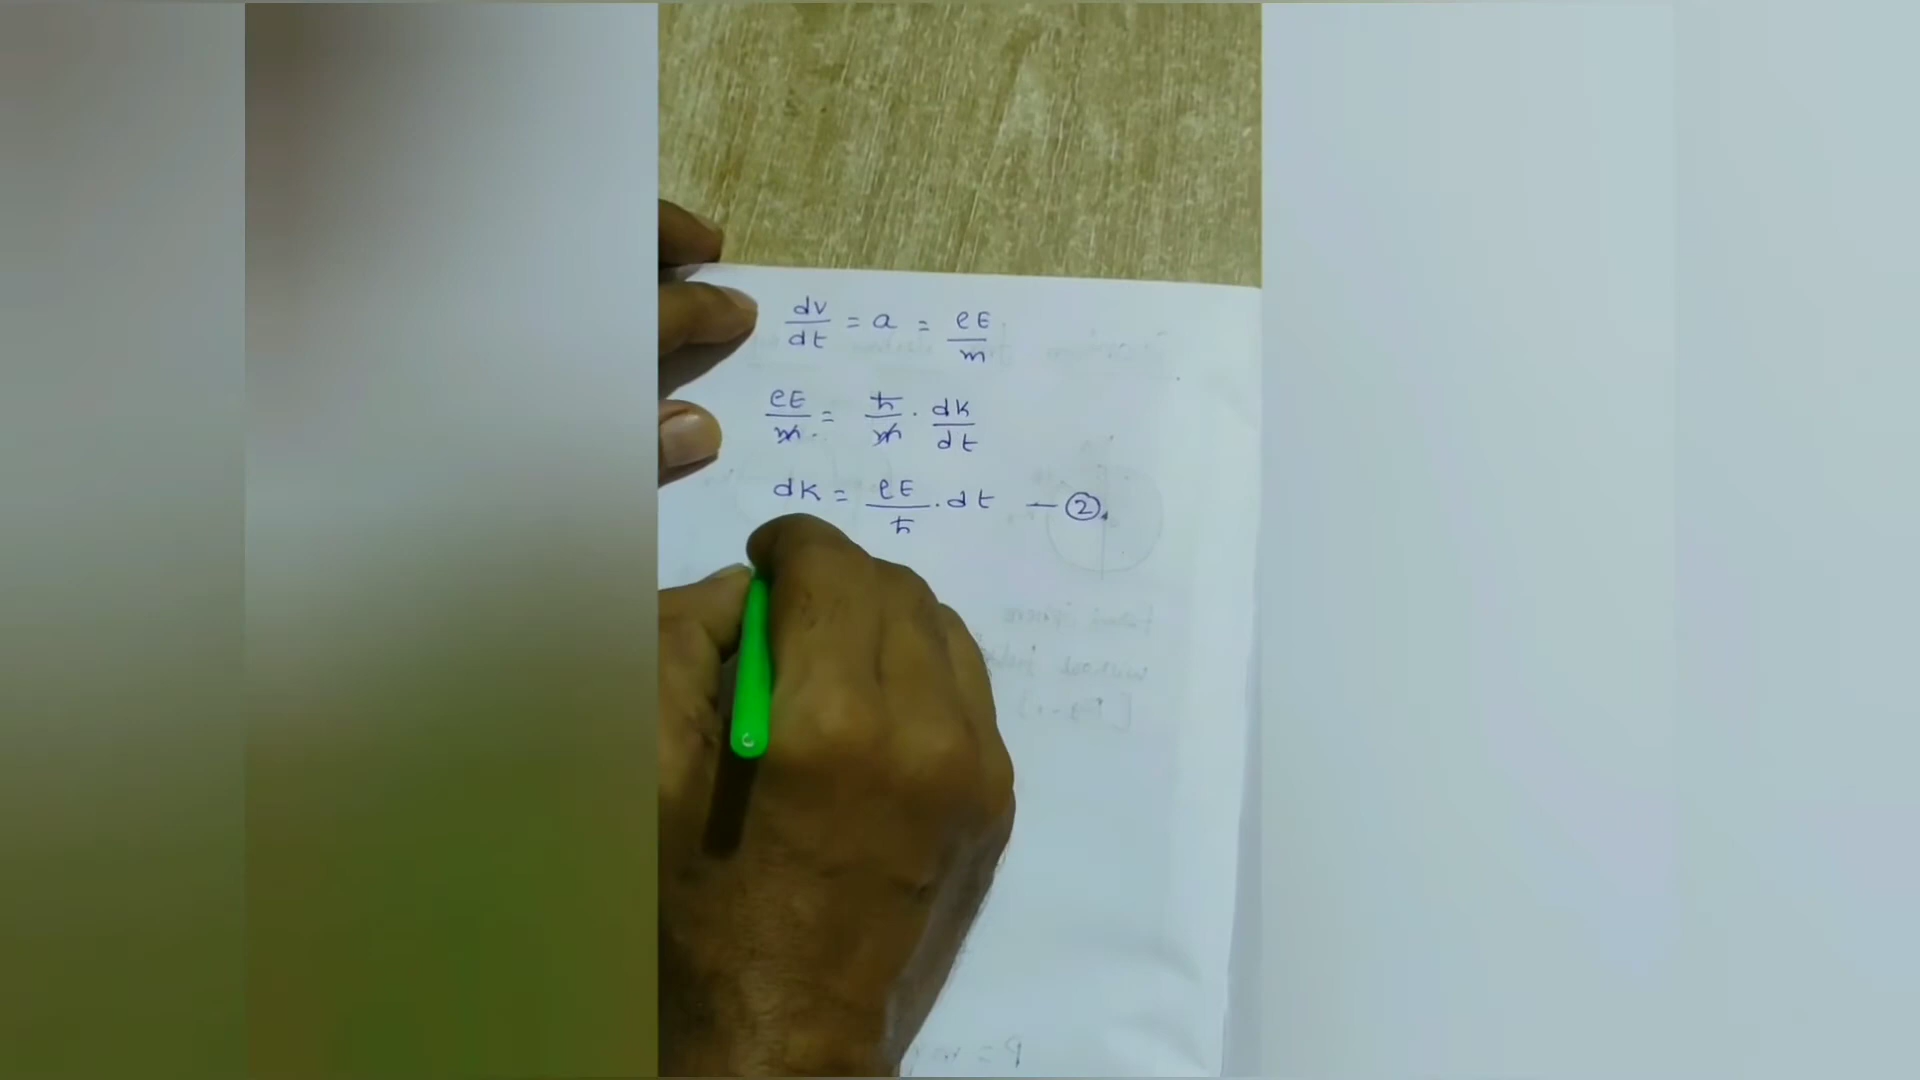 dv/dt = a = eE/m
eE/m = ħ/m · dk/dt
dk = eE/ħ · dt — ②